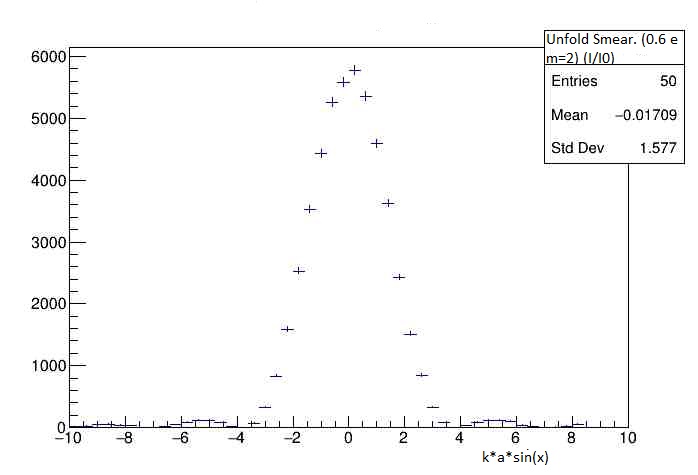 Unfold Smear. (0.6 e
m=2) (I/I0)
Entries 50
Mean −0.01709
Std Dev 1.577
6000
5000
4000
3000
2000
1000
0
−10 −8 −6 −4 −2 0 2 4 6 8 10
k*a*sin(x)